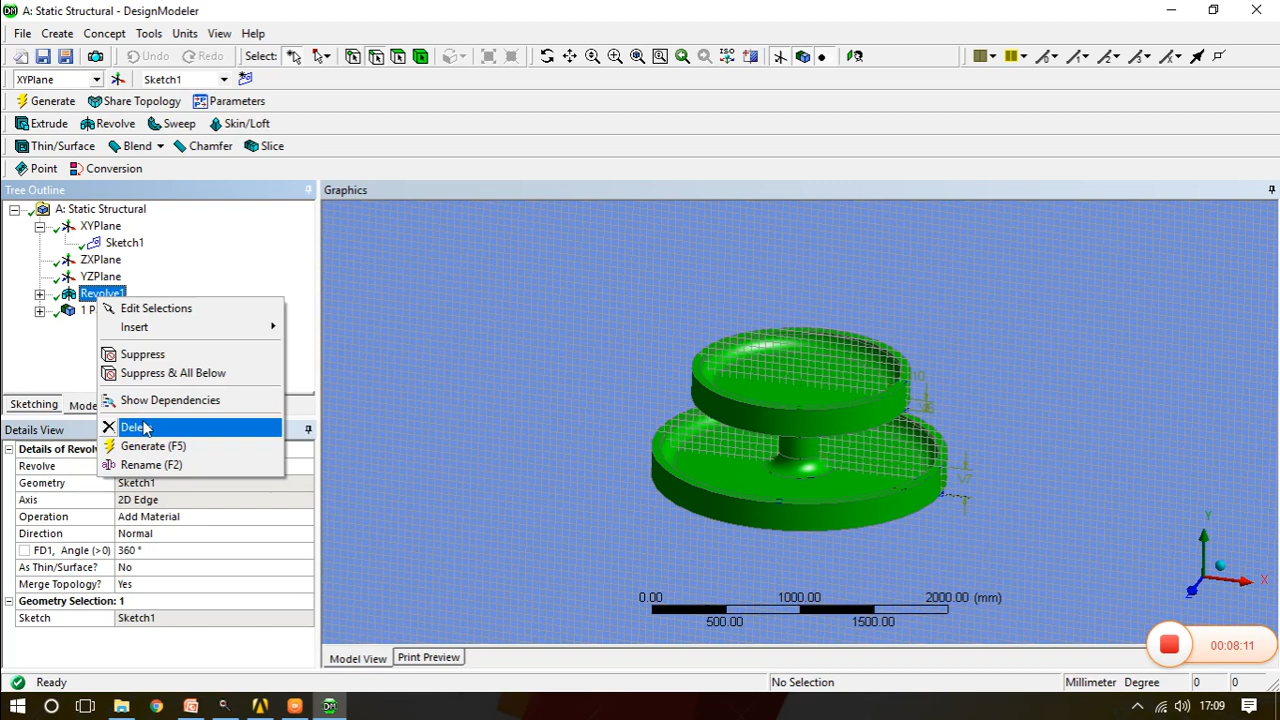 A: Static Structural - DesignModeler
File Create Concept Tools Units View Help
Undo Redo Select:
XYPlane Sketch1
Generate Share Topology Parameters
Extrude Revolve Sweep Skin/Loft
Thin/Surface Blend Chamfer Slice
Point Conversion
Tree Outline Graphics
A: Static Structural
XYPlane
Sketch1
ZXPlane
YZPlane
Revolve1
1 P
Edit Selections
Insert
Suppress
Suppress & All Below
Show Dependencies
Generate (F5)
Rename (F2)
Sketching Mode
Details View
Details of Revol
Revolve
Geometry Sketch1
Axis 2D Edge
Operation Add Material
Direction Normal
FD1, Angle (>0) 360 °
As Thin/Surface? No
Merge Topology? Yes
Geometry Selection: 1
Sketch Sketch1
Y
X
Z
0.00 1000.00 2000.00 (mm)
500.00 1500.00
00:08:11
Model View Print Preview
Ready No Selection Millimeter Degree 0 0
17:09